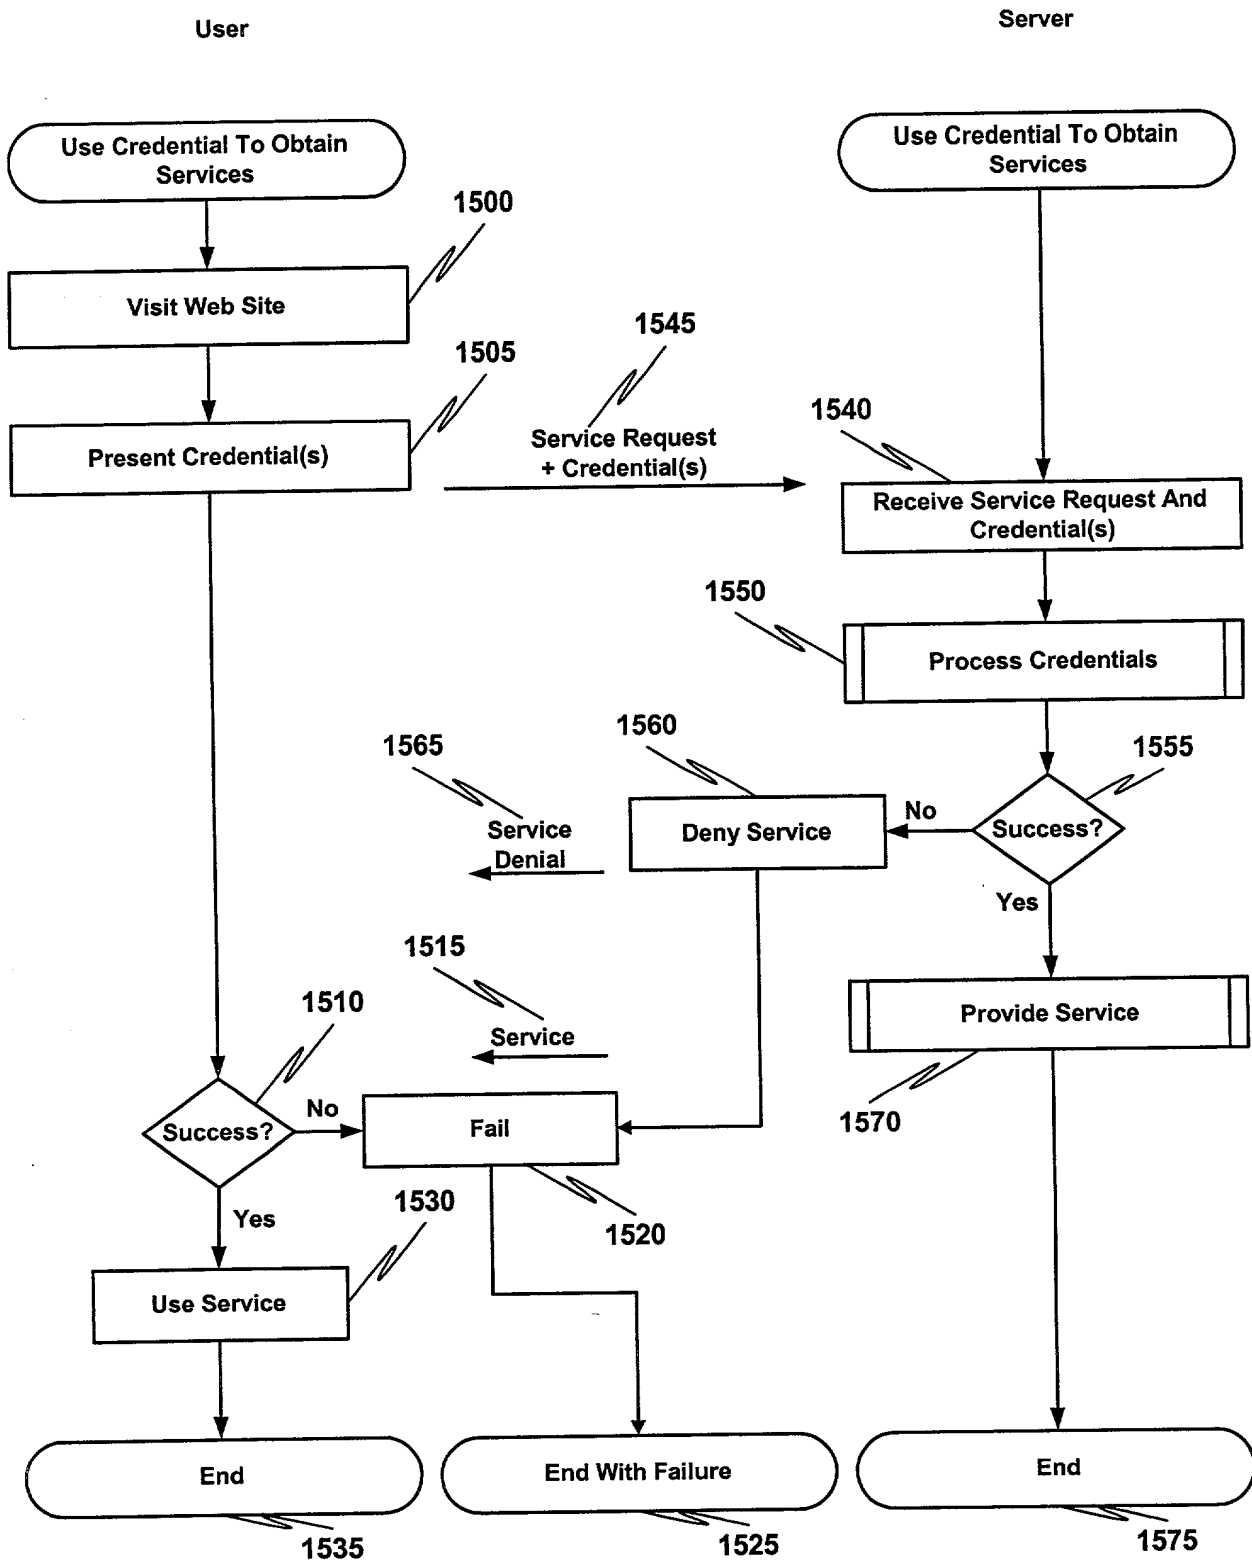 User
Server
Use Credential To Obtain
Services
Use Credential To Obtain
Services
1500
Visit Web Site
1545
1505
1540
Present Credential(s)
Service Request
+ Credential(s)
Receive Service Request And
Credential(s)
1550
Process Credentials
1560
1565
1555
Service
Denial
Deny Service
No
Success?
Yes
1515
1510
Service
Provide Service
1570
Success?
No
Fail
Yes
1530
1520
Use Service
End
End With Failure
End
1535
1525
1575